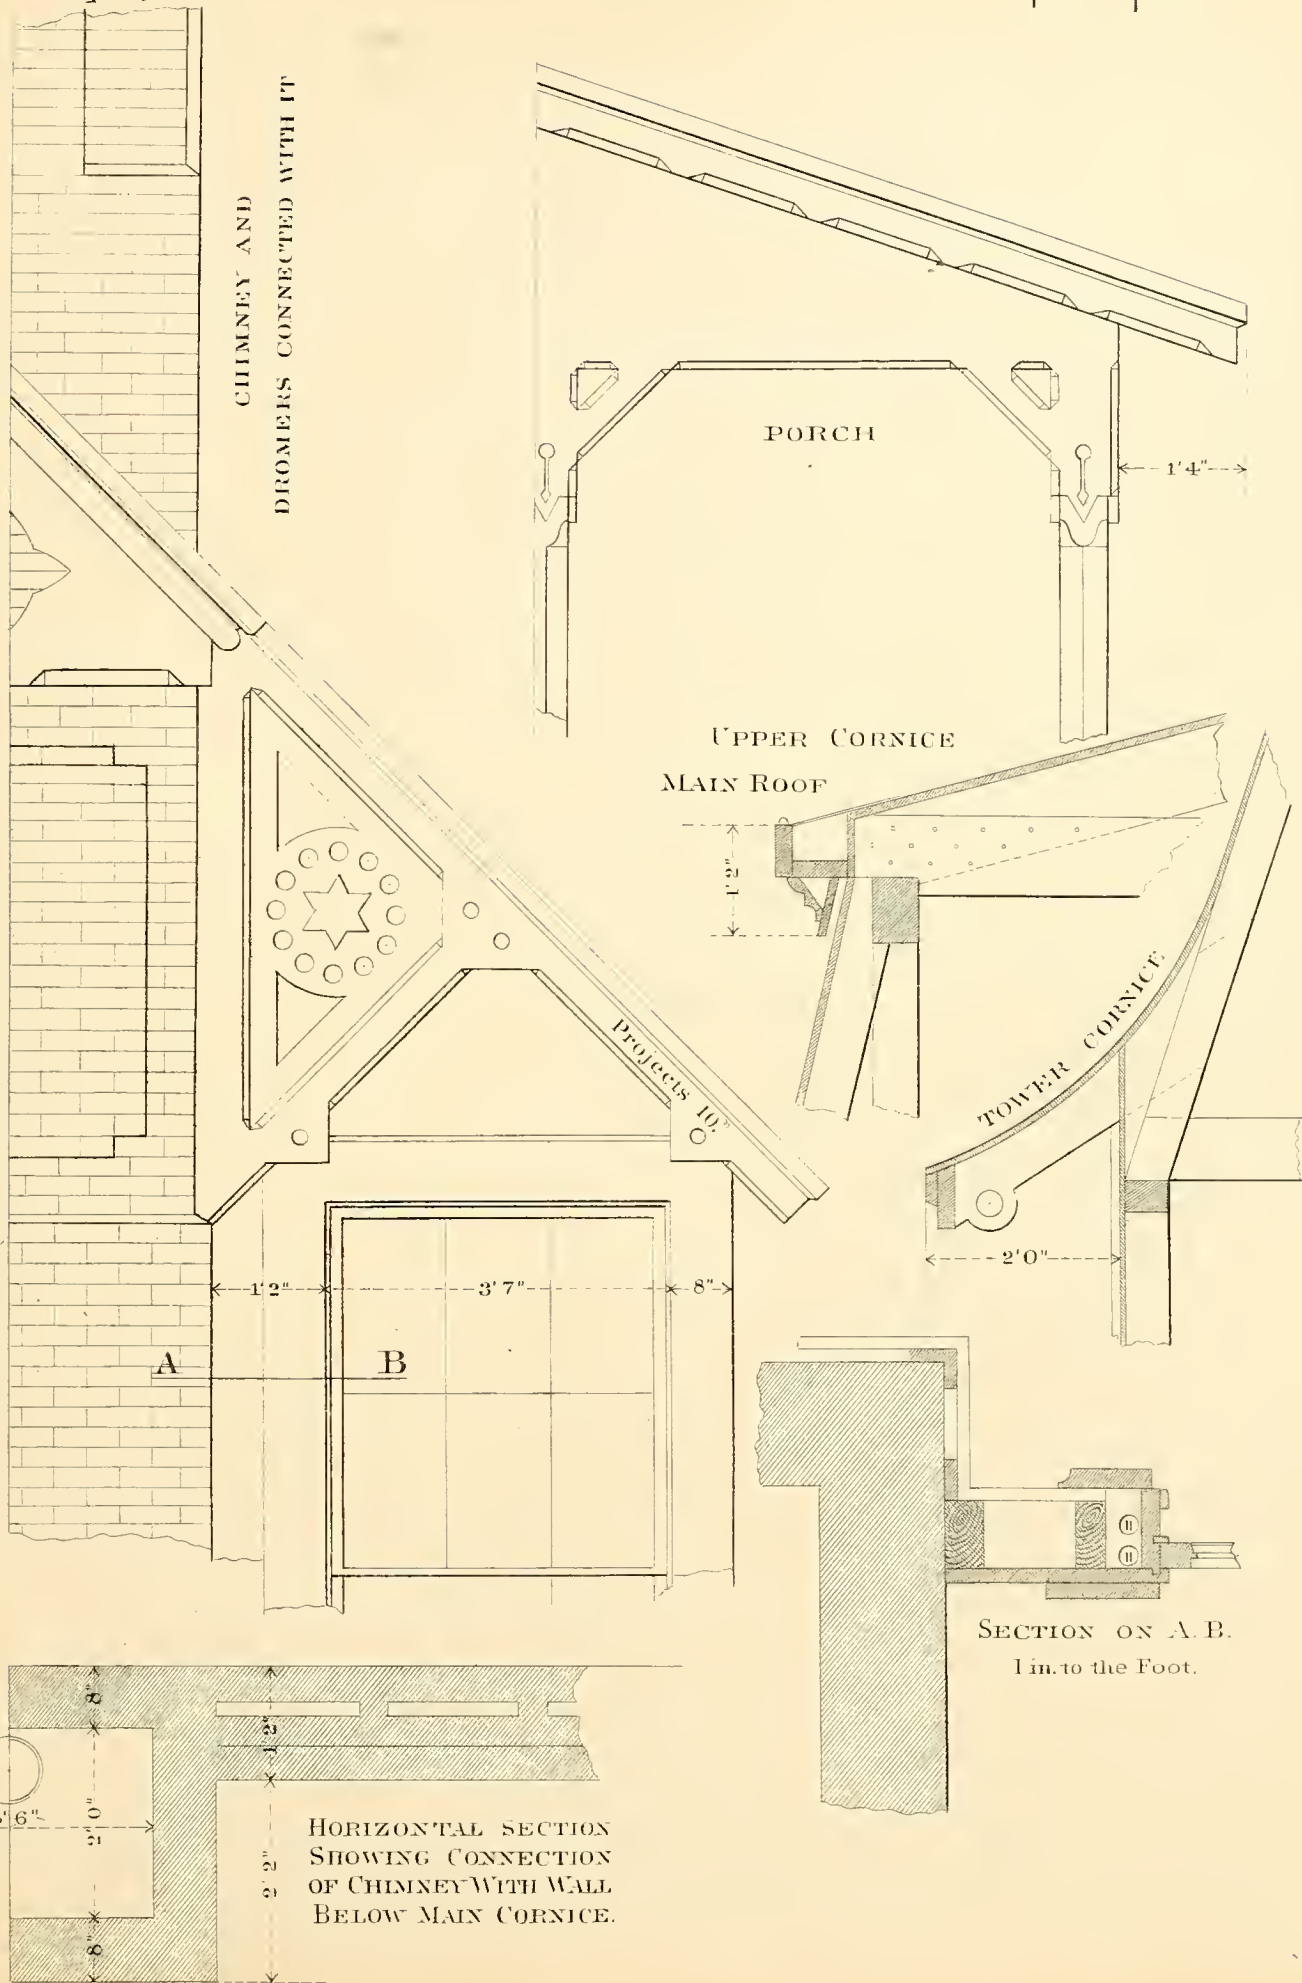 CHIMNEY AND
DROMERS CONNECTED WITH IT
PORCH
1'4"
UPPER CORNICE
MAIN ROOF
1'2"
TOWER CORNICE
Projects 10."
2'0"
1'2"
3'7"
8"
A
B
SECTION ON A. B.
1 in. to the Foot.
8"
1'2"
6"
2'0"
2'2"
8"
HORIZONTAL SECTION
SHOWING CONNECTION
OF CHIMNEY WITH WALL
BELOW MAIN CORNICE.